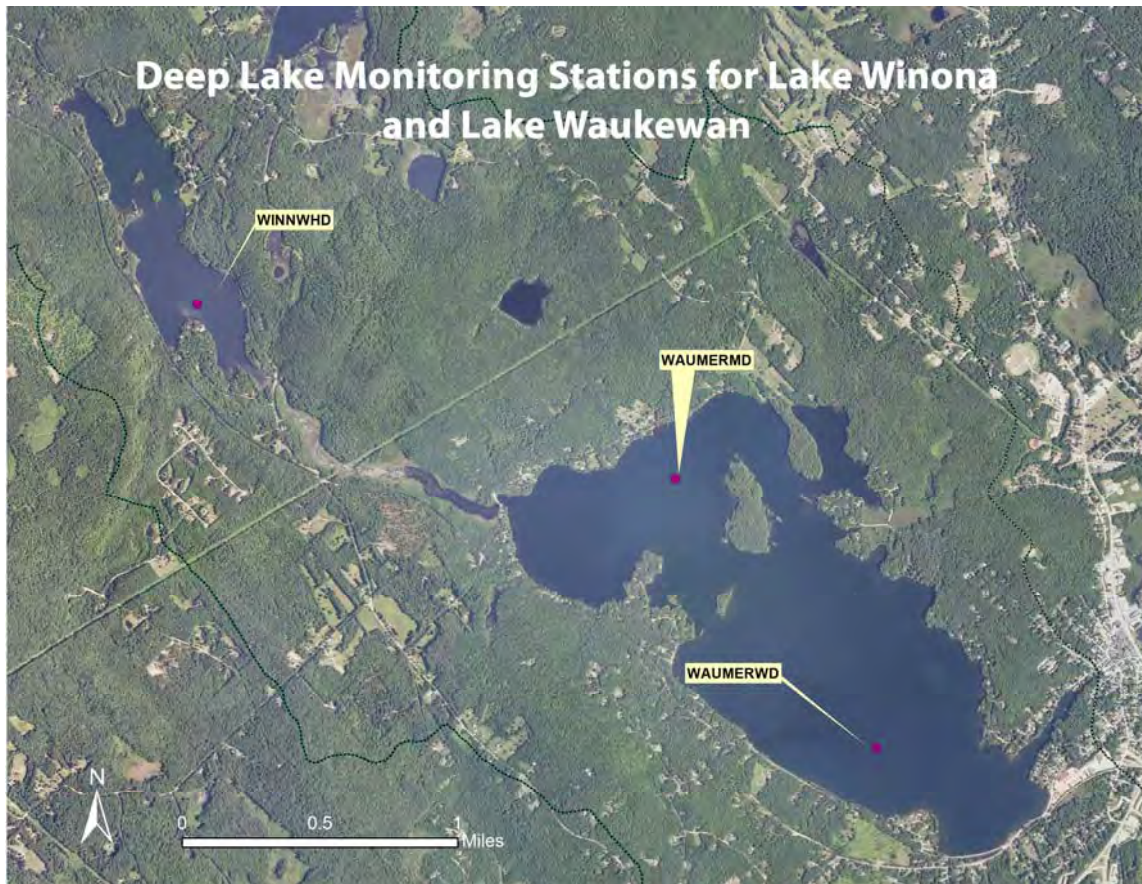 Deep Lake Monitoring Stations for Lake Winona
and Lake Waukewan
WINNWHD
WAUMERMD
WAUMERWD
N
0 0.5 1
Miles